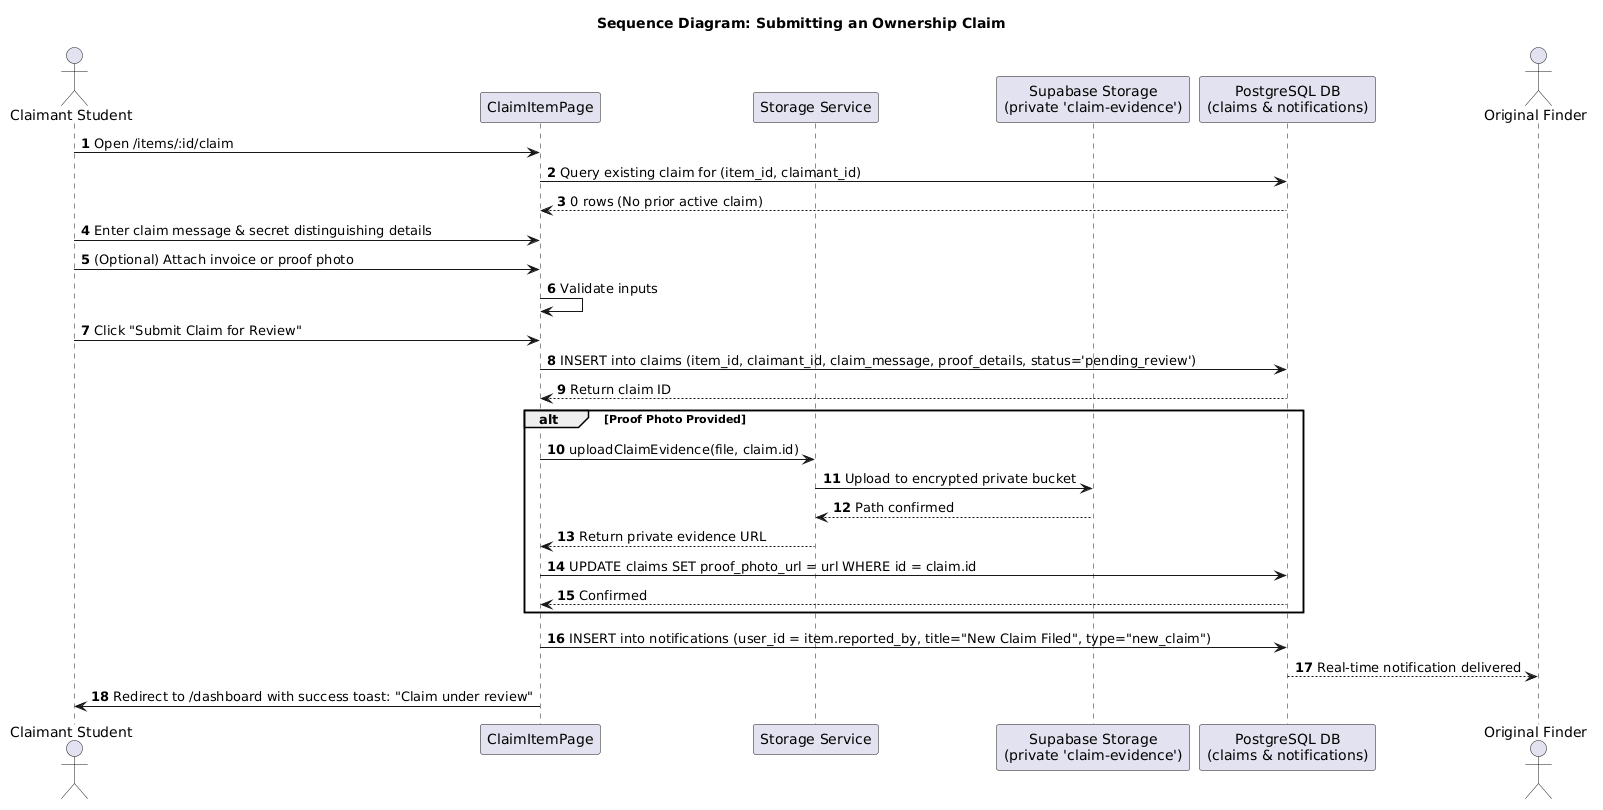 Sequence Diagram: Submitting an Ownership Claim
Claimant Student
ClaimItemPage
Storage Service
Supabase Storage
(private 'claim-evidence')
PostgreSQL DB
(claims & notifications)
Original Finder
1 Open /items/:id/claim
2 Query existing claim for (item_id, claimant_id)
3 0 rows (No prior active claim)
4 Enter claim message & secret distinguishing details
5 (Optional) Attach invoice or proof photo
6 Validate inputs
7 Click "Submit Claim for Review"
8 INSERT into claims (item_id, claimant_id, claim_message, proof_details, status='pending_review')
9 Return claim ID
alt [Proof Photo Provided]
10 uploadClaimEvidence(file, claim.id)
11 Upload to encrypted private bucket
12 Path confirmed
13 Return private evidence URL
14 UPDATE claims SET proof_photo_url = url WHERE id = claim.id
15 Confirmed
16 INSERT into notifications (user_id = item.reported_by, title="New Claim Filed", type="new_claim")
17 Real-time notification delivered
18 Redirect to /dashboard with success toast: "Claim under review"
Claimant Student
ClaimItemPage
Storage Service
Supabase Storage
(private 'claim-evidence')
PostgreSQL DB
(claims & notifications)
Original Finder